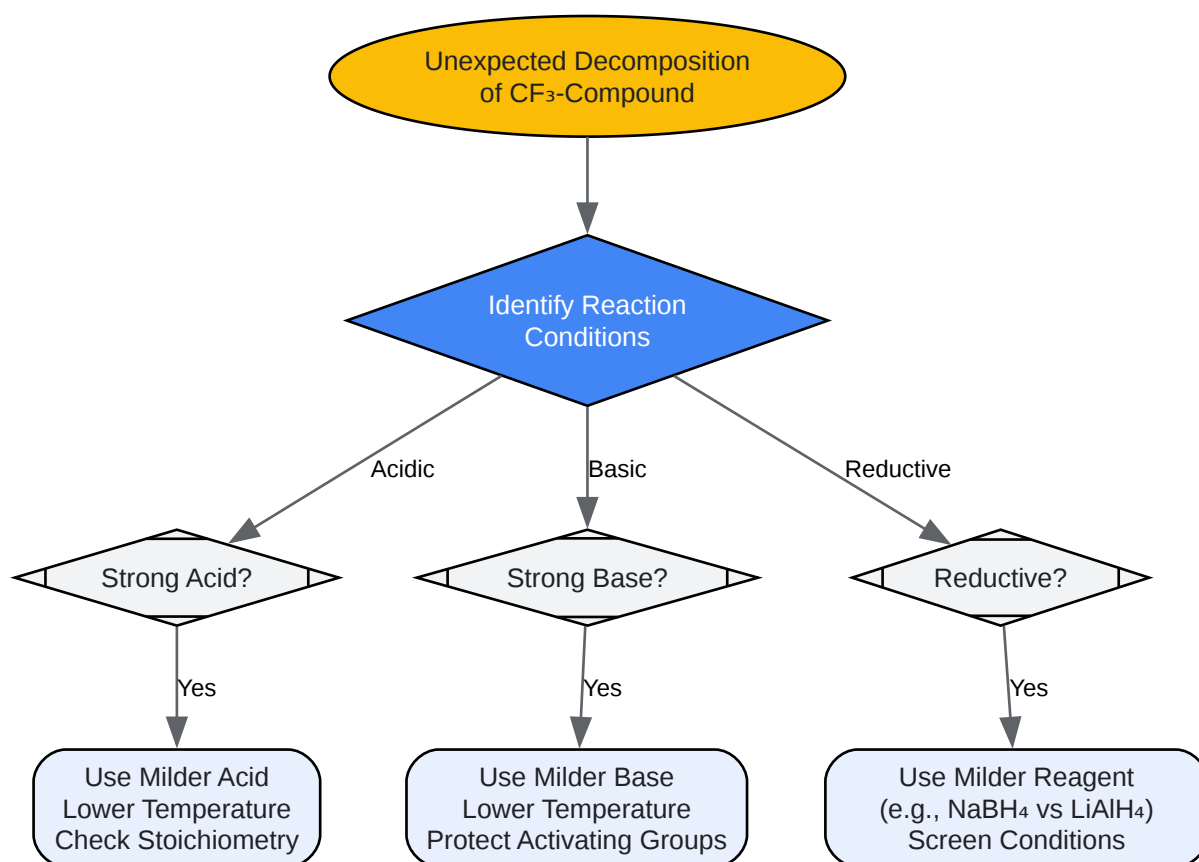 Unexpected Decomposition
of CF₃-Compound
Identify Reaction
Conditions
Acidic
Basic
Reductive
Strong Acid?
Strong Base?
Reductive?
Yes
Yes
Yes
Use Milder Acid
Lower Temperature
Check Stoichiometry
Use Milder Base
Lower Temperature
Protect Activating Groups
Use Milder Reagent
(e.g., NaBH₄ vs LiAlH₄)
Screen Conditions